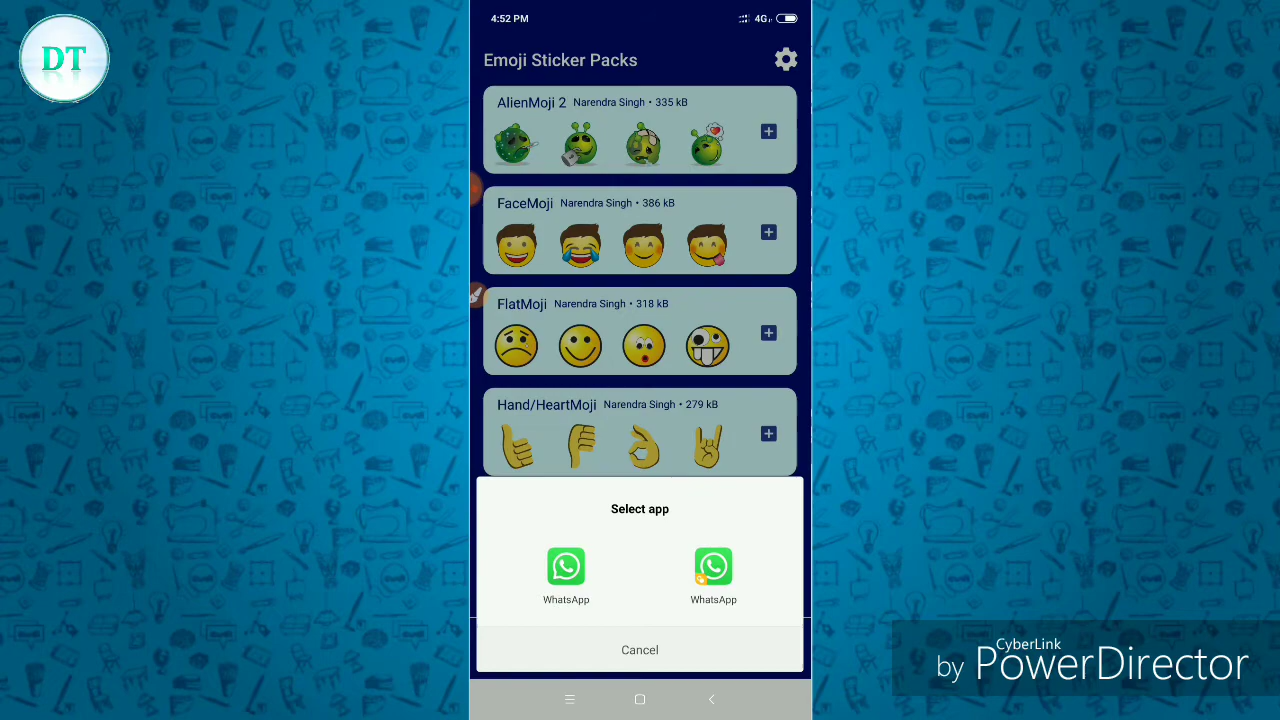 DT
4:52 PM
4G
Emoji Sticker Packs
AlienMoji 2 Narendra Singh • 335 kB
FaceMoji Narendra Singh • 386 kB
FlatMoji Narendra Singh • 318 kB
Hand/HeartMoji Narendra Singh • 279 kB
Select app
WhatsApp WhatsApp
Cancel
CyberLink
by PowerDirector